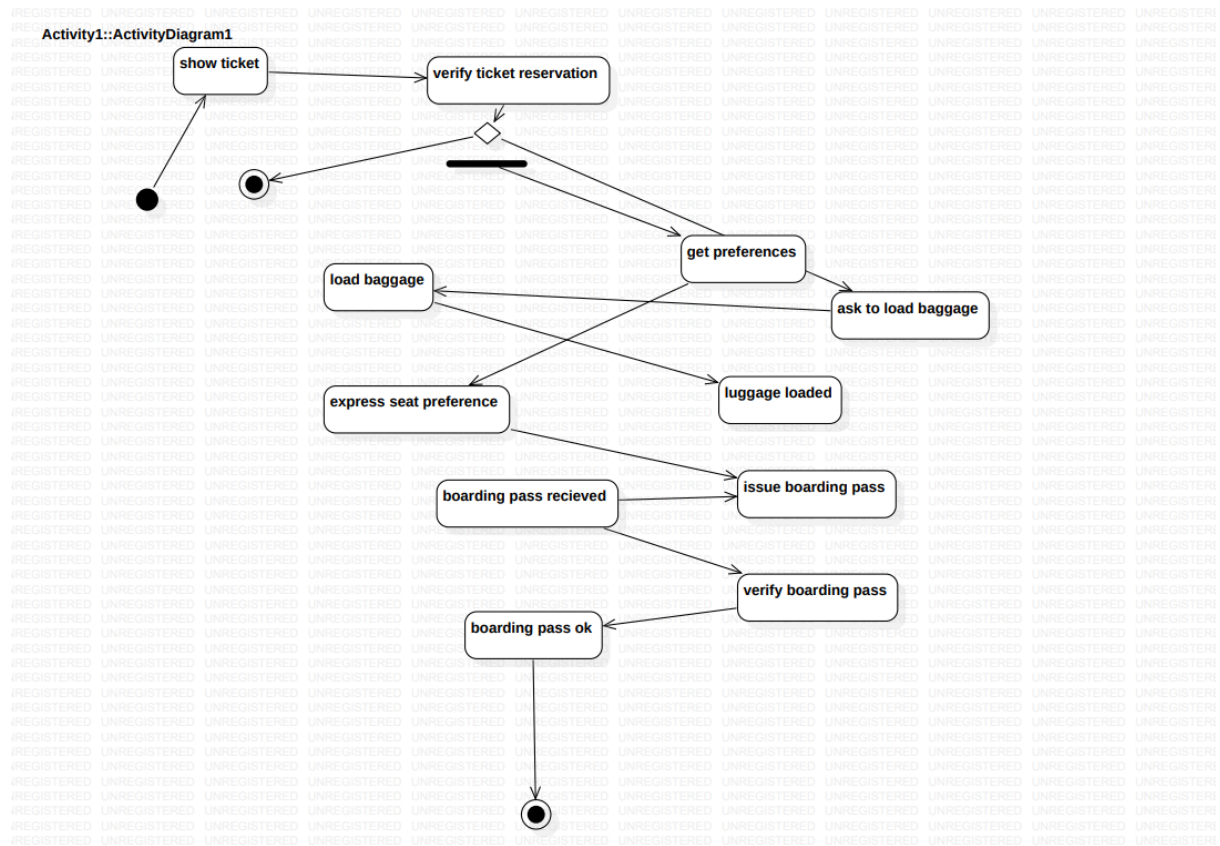 Activity1::ActivityDiagram1
show ticket
verify ticket reservation
get preferences
load baggage
ask to load baggage
luggage loaded
express seat preference
issue boarding pass
boarding pass recieved
verify boarding pass
boarding pass ok
UNREGISTERED